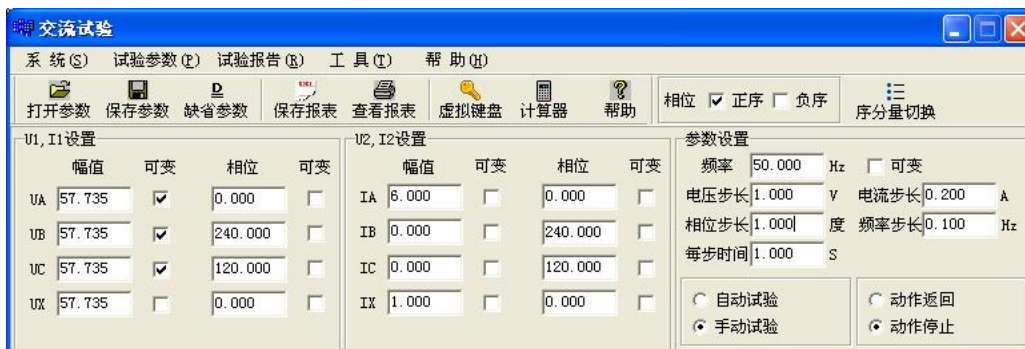 交流试验
系 统(S) 试验参数(P) 试验报告(R) 工 具(T) 帮 助(H)
打开参数 保存参数 缺省参数 保存报表 查看报表 虚拟键盘 计算器 帮助 相位 正序 负序 序分量切换
U1,I1设置 U2,I2设置 参数设置
幅值 可变 相位 可变 幅值 可变 相位 可变 频率 50.000 Hz 可变
UA 57.735 0.000 IA 6.000 0.000 电压步长 1.000 V 电流步长 0.200 A
UB 57.735 240.000 IB 0.000 240.000 相位步长 1.000 度 频率步长 0.100 Hz
UC 57.735 120.000 IC 0.000 120.000 每步时间 1.000 S
UX 57.735 0.000 IX 1.000 0.000 自动试验 动作返回
手动试验 动作停止